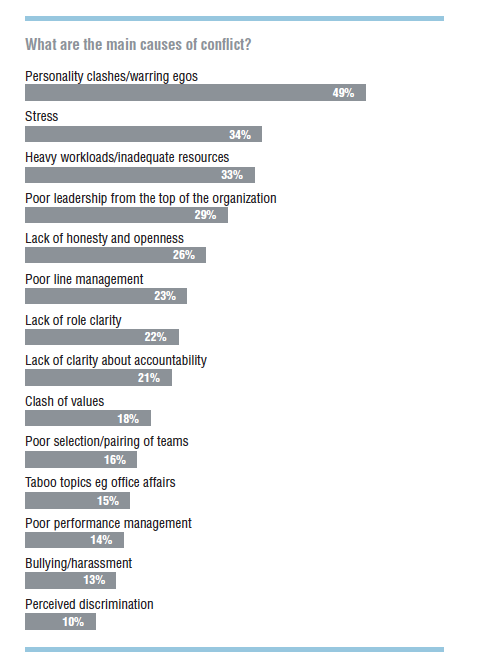 What are the main causes of conflict?
Personality clashes/warring egos
49%
Stress
34%
Heavy workloads/inadequate resources
33%
Poor leadership from the top of the organization
29%
Lack of honesty and openness
26%
Poor line management
23%
Lack of role clarity
22%
Lack of clarity about accountability
21%
Clash of values
18%
Poor selection/pairing of teams
16%
Taboo topics eg office affairs
15%
Poor performance management
14%
Bullying/harassment
13%
Perceived discrimination
10%